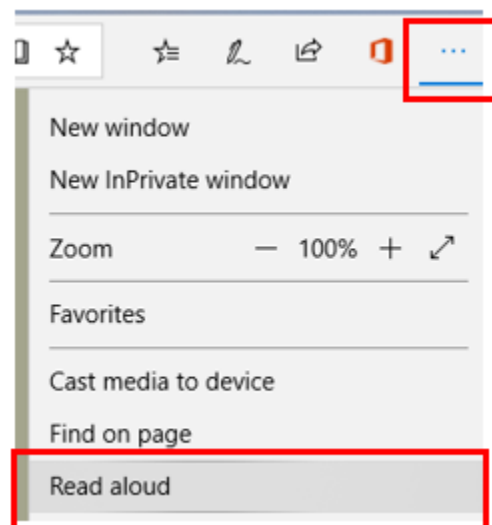 New window
New InPrivate window
Zoom — 100% +
Favorites
Cast media to device
Find on page
Read aloud